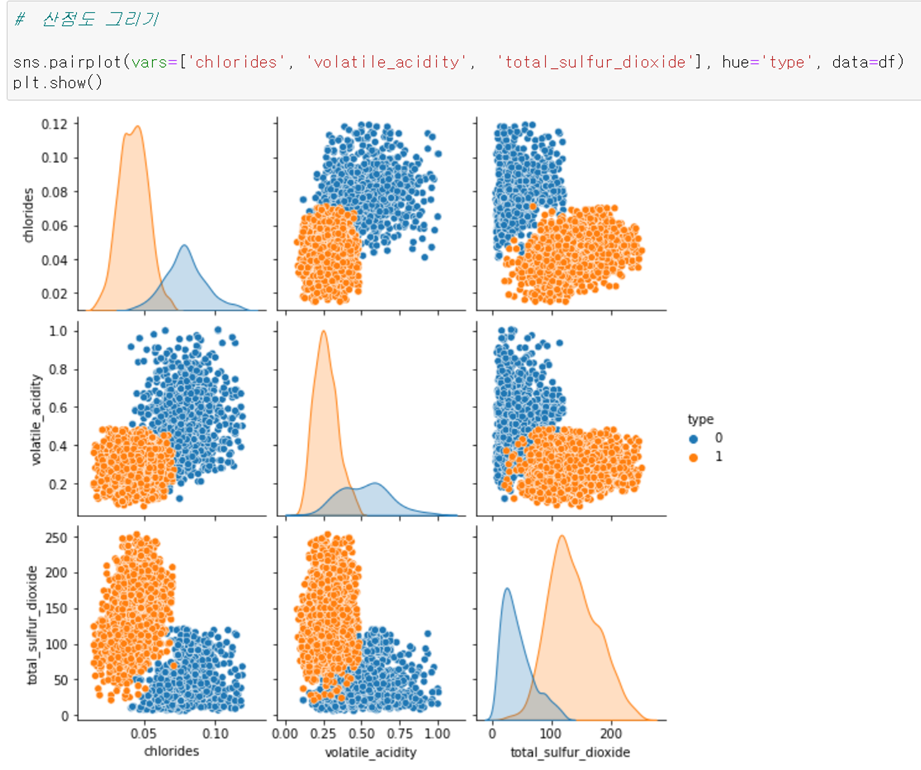 # 산점도 그리기
sns.pairplot(vars=['chlorides', 'volatile_acidity', 'total_sulfur_dioxide'], hue='type', data=df)
plt.show()
0.12
0.10
0.08
0.06
0.04
0.02
chlorides
1.0
0.8
0.6
0.4
0.2
volatile_acidity
type
0
1
250
200
150
100
50
0
total_sulfur_dioxide
0.05 0.10
0.00 0.25 0.50 0.75 1.00
0 100 200
chlorides
volatile_acidity
total_sulfur_dioxide